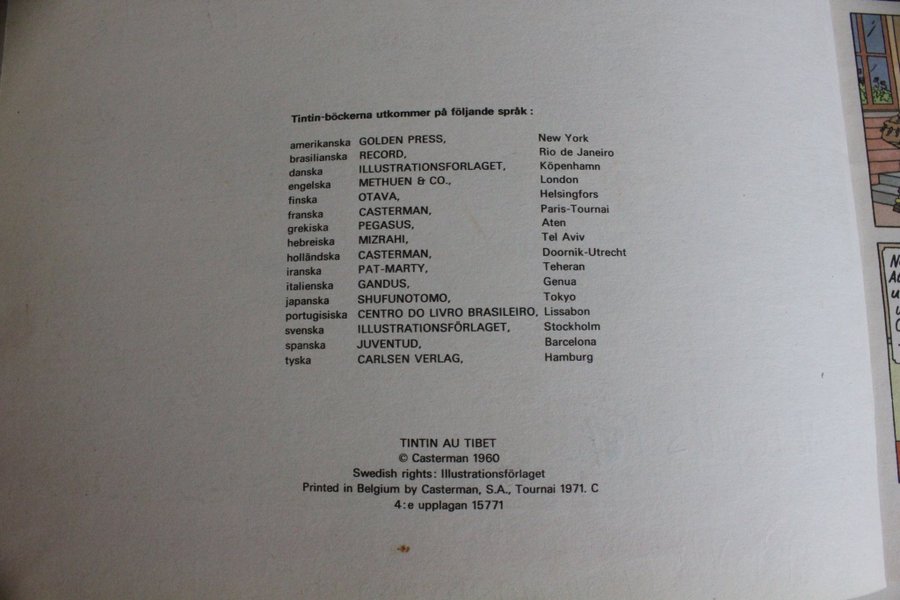 Tintin-böckerna utkommer på följande språk :
amerikanska GOLDEN PRESS, New York
brasilianska RECORD, Rio de Janeiro
danska ILLUSTRATIONSFORLAGET, Köpenhamn
engelska METHUEN & CO., London
finska OTAVA, Helsingfors
franska CASTERMAN, Paris-Tournai
grekiska PEGASUS, Aten
hebreiska MIZRAHI, Tel Aviv
holländska CASTERMAN, Doornik-Utrecht
iranska PAT-MARTY, Teheran
italienska GANDUS, Genua
japanska SHUFUNOTOMO, Tokyo
portugisiska CENTRO DO LIVRO BRASILEIRO, Lissabon
svenska ILLUSTRATIONSFÖRLAGET, Stockholm
spanska JUVENTUD, Barcelona
tyska CARLSEN VERLAG, Hamburg
TINTIN AU TIBET
© Casterman 1960
Swedish rights: Illustrationsförlaget
Printed in Belgium by Casterman, S.A., Tournai 1971. C
4:e upplagan 15771